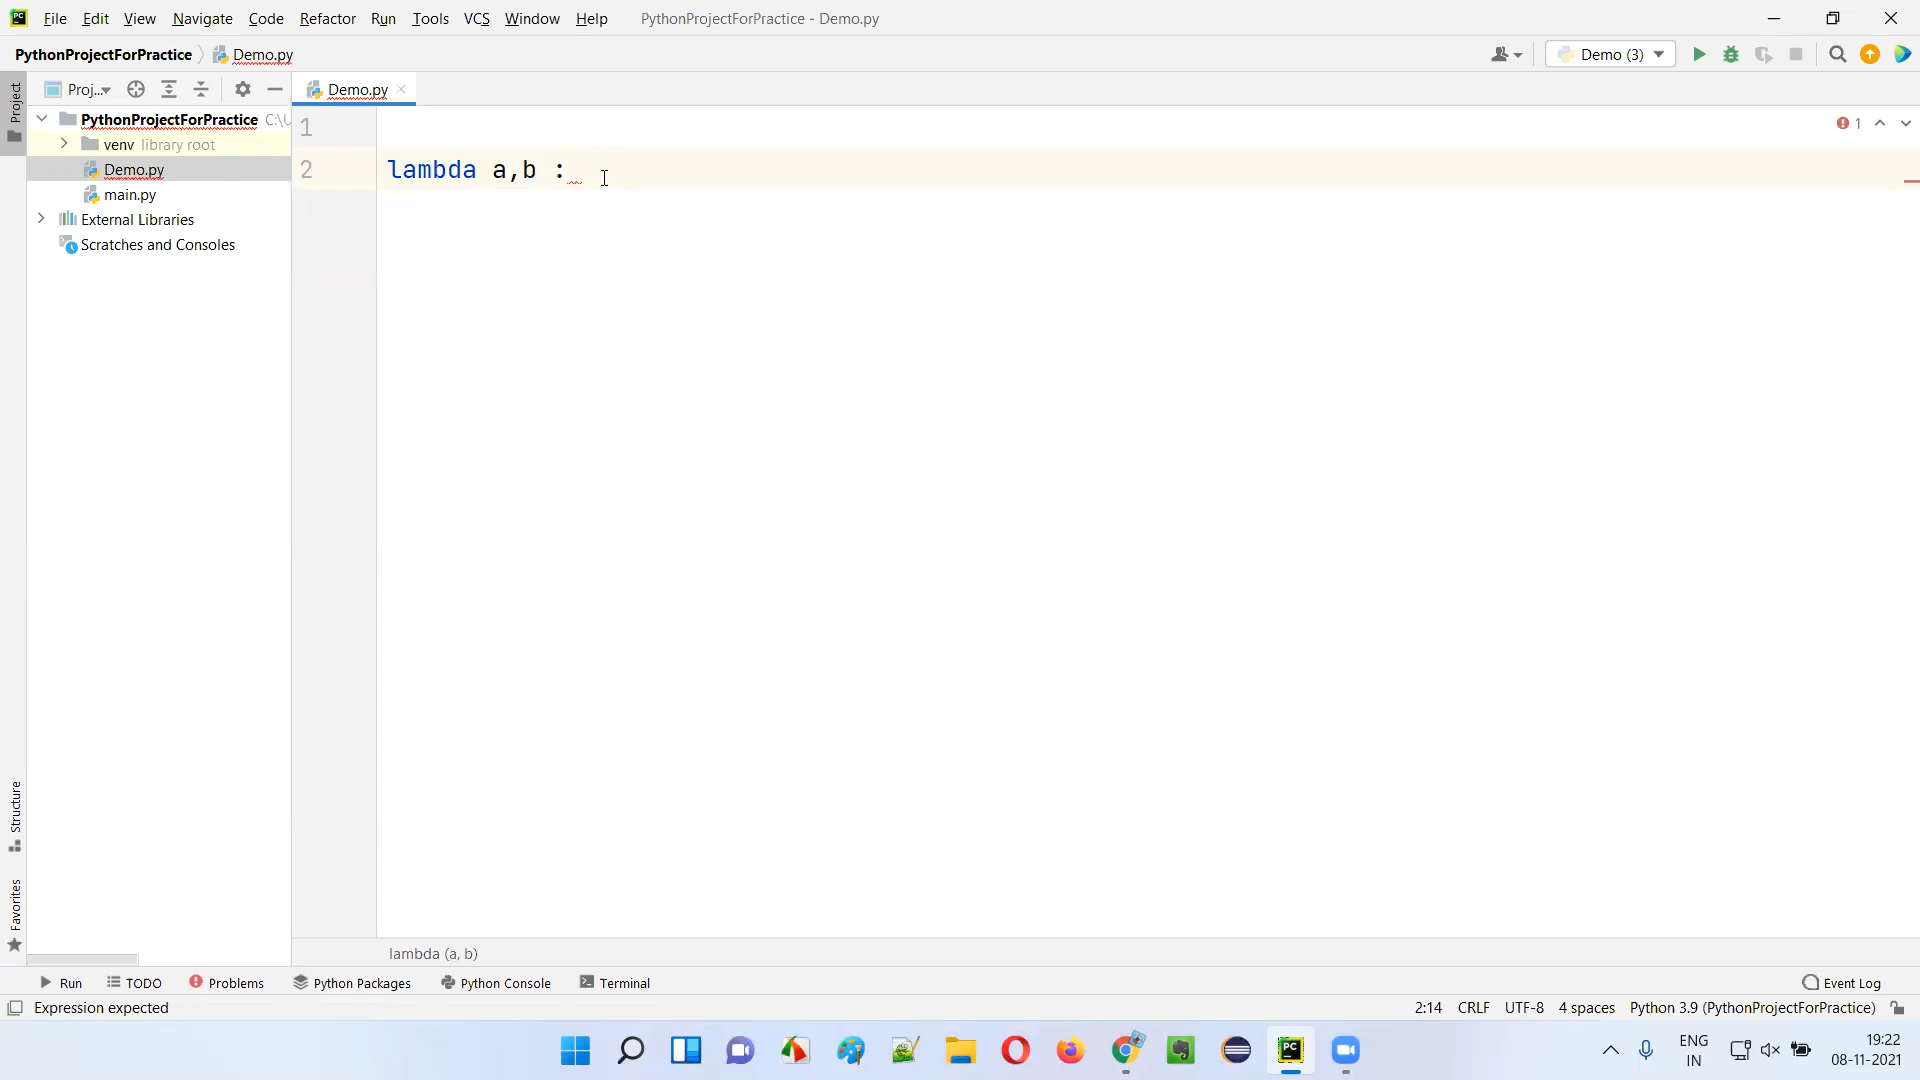 File Edit View Navigate Code Refactor Run Tools VCS Window Help PythonProjectForPractice - Demo.py
PythonProjectForPractice Demo.py Demo (3)
Proj... Demo.py
Project
PythonProjectForPractice C:\U
venv library root
Demo.py
main.py
External Libraries
Scratches and Consoles
1
2 lambda a,b :
1
Structure
Favorites
lambda (a, b)
Run TODO Problems Python Packages Python Console Terminal Event Log
Expression expected 2:14 CRLF UTF-8 4 spaces Python 3.9 (PythonProjectForPractice)
ENG
IN
19:22
08-11-2021